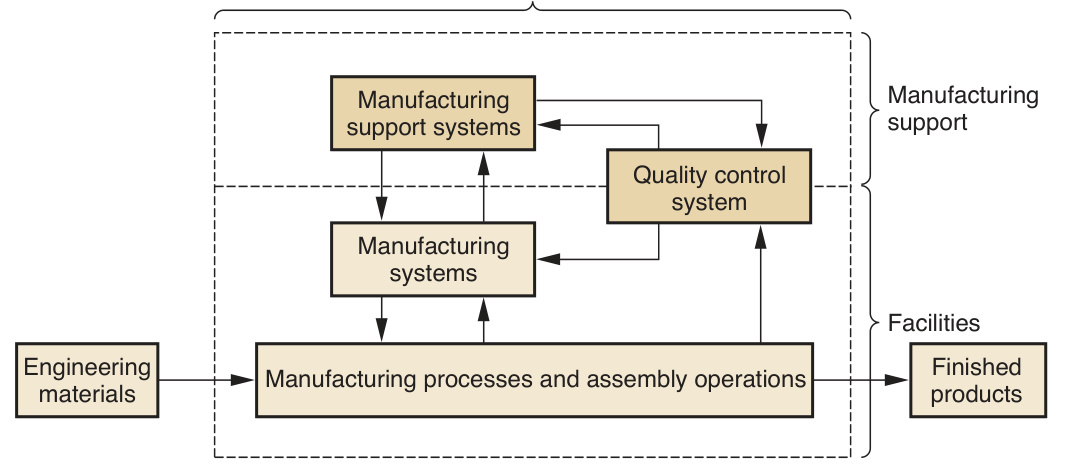 Manufacturing
support systems
Manufacturing
support
Quality control
system
Manufacturing
systems
Facilities
Engineering
materials
Manufacturing processes and assembly operations
Finished
products